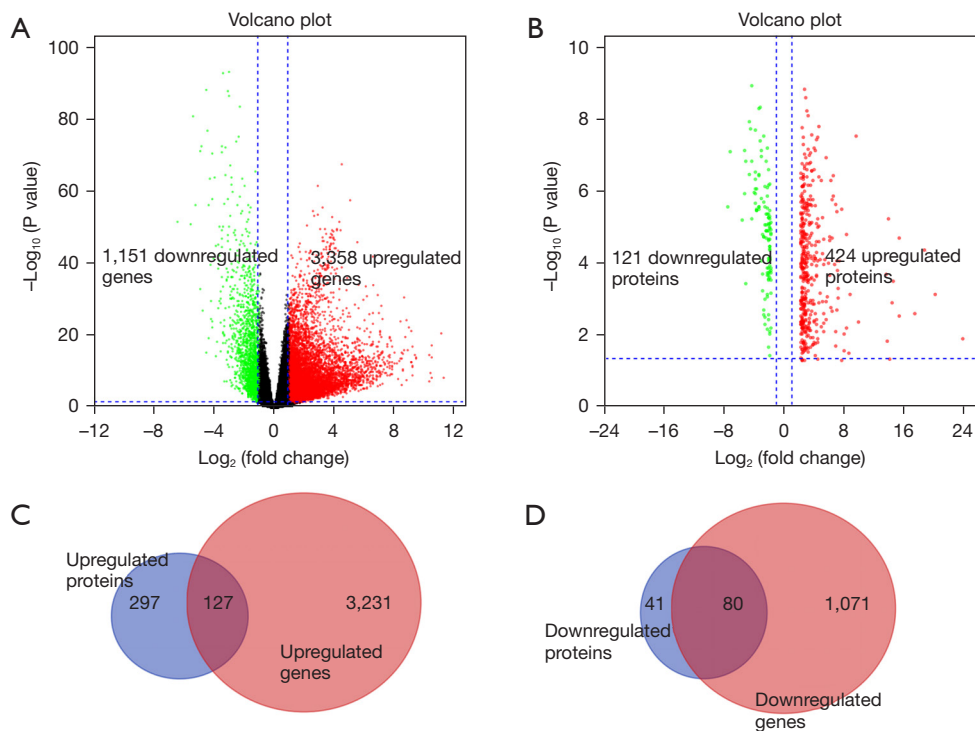 A
Volcano plot
100
80
60
40
20
0
−Log₁₀ (P value)
1,151 downregulated
genes
3,358 upregulated
genes
−12
−8
−4
0
4
8
12
Log₂ (fold change)
B
Volcano plot
10
8
6
4
2
0
−Log₁₀ (P value)
121 downregulated
proteins
424 upregulated
proteins
−24
−16
−8
0
8
16
24
Log₂ (fold change)
C
Upregulated
proteins
297
127
3,231
Upregulated
genes
D
41
80
1,071
Downregulated
proteins
Downregulated
genes